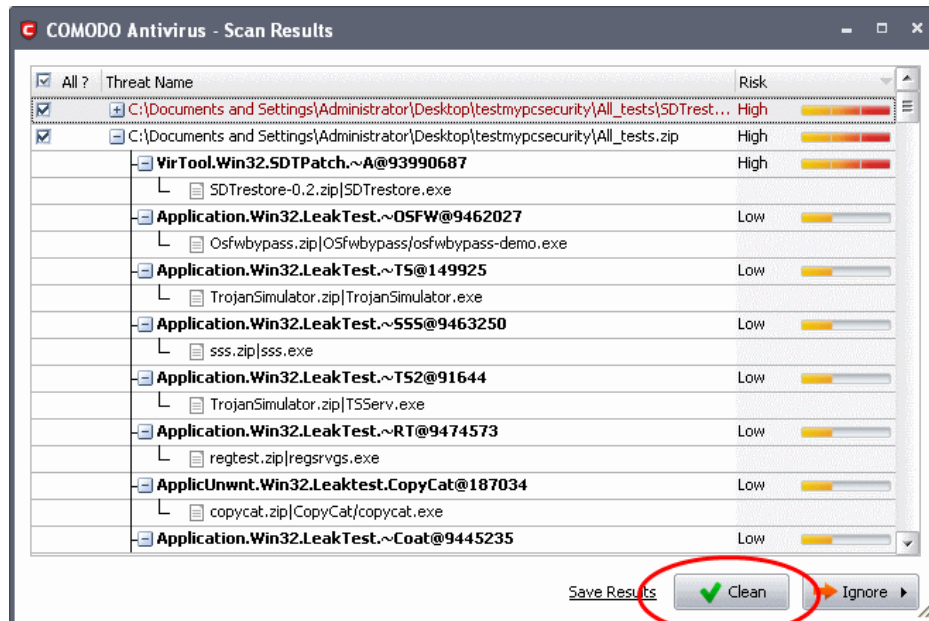 COMODO Antivirus - Scan Results
All ? Threat Name Risk
C:\Documents and Settings\Administrator\Desktop\testmypcsecurity\All_tests\SDTrest... High
C:\Documents and Settings\Administrator\Desktop\testmypcsecurity\All_tests.zip High
VirTool.Win32.SDTPatch.~A@93990687 High
SDTrestore-0.2.zip|SDTrestore.exe
Application.Win32.LeakTest.~OSFW@9462027 Low
Osfwbypass.zip|OSfwbypass/osfwbypass-demo.exe
Application.Win32.LeakTest.~TS@149925 Low
TrojanSimulator.zip|TrojanSimulator.exe
Application.Win32.LeakTest.~SSS@9463250 Low
sss.zip|sss.exe
Application.Win32.LeakTest.~TS2@91644 Low
TrojanSimulator.zip|TSServ.exe
Application.Win32.LeakTest.~RT@9474573 Low
regtest.zip|regsrvgs.exe
ApplicUnwnt.Win32.Leaktest.CopyCat@187034 Low
copycat.zip|CopyCat/copycat.exe
Application.Win32.LeakTest.~Coat@9445235 Low
Save Results Clean Ignore